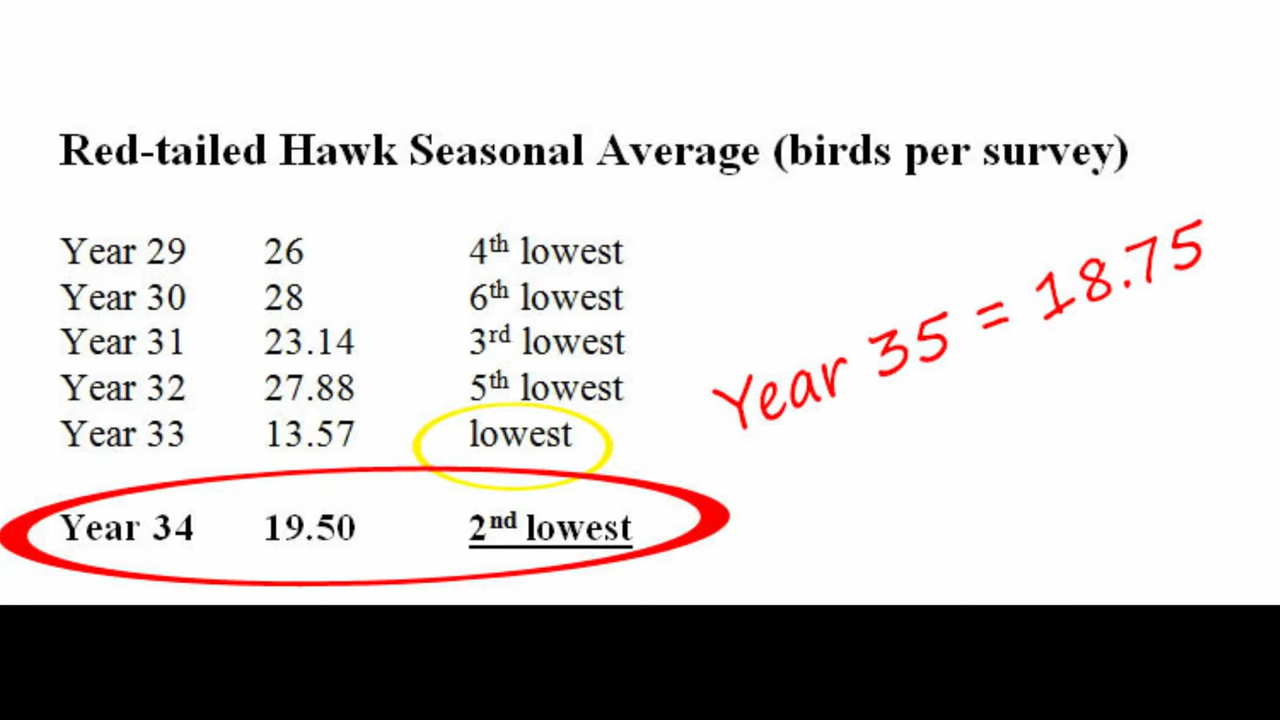 Red-tailed Hawk Seasonal Average (birds per survey)
Year 29 26 4th lowest
Year 30 28 6th lowest
Year 31 23.14 3rd lowest
Year 32 27.88 5th lowest
Year 33 13.57 lowest
Year 34 19.50 2nd lowest
Year 35 = 18.75